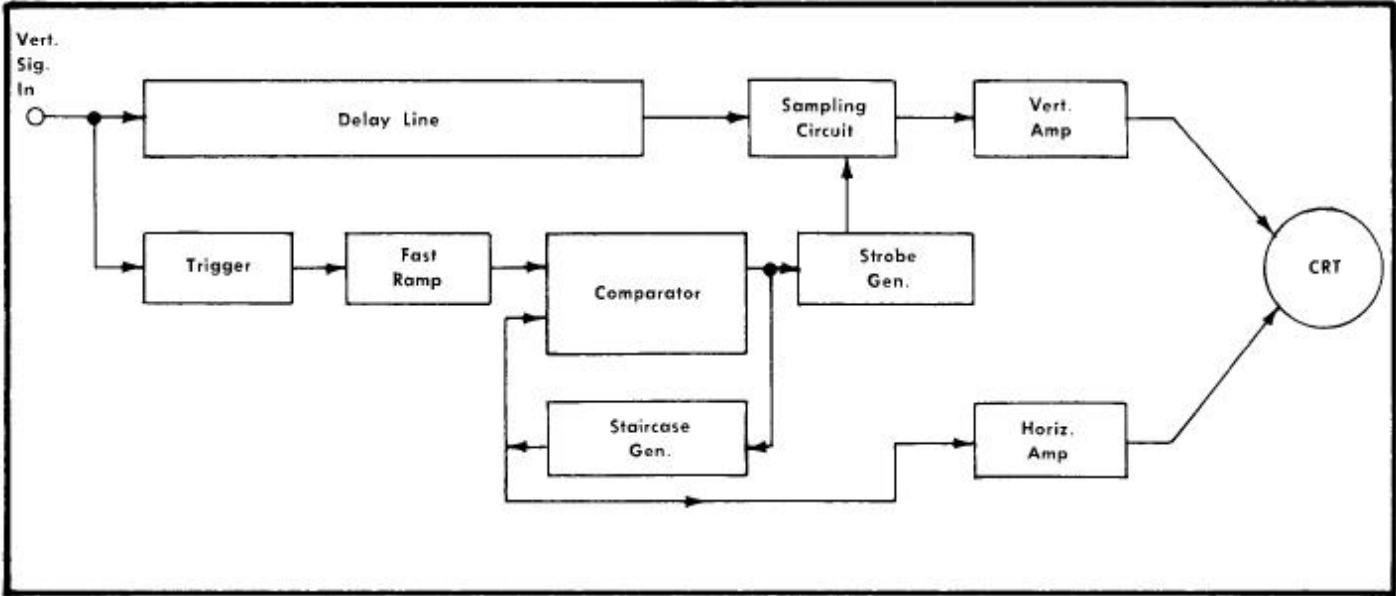 Vert.
Sig.
In
Delay Line
Sampling
Circuit
Vert.
Amp
Trigger
Fast
Ramp
Comparator
Strobe
Gen.
CRT
Staircase
Gen.
Horiz.
Amp